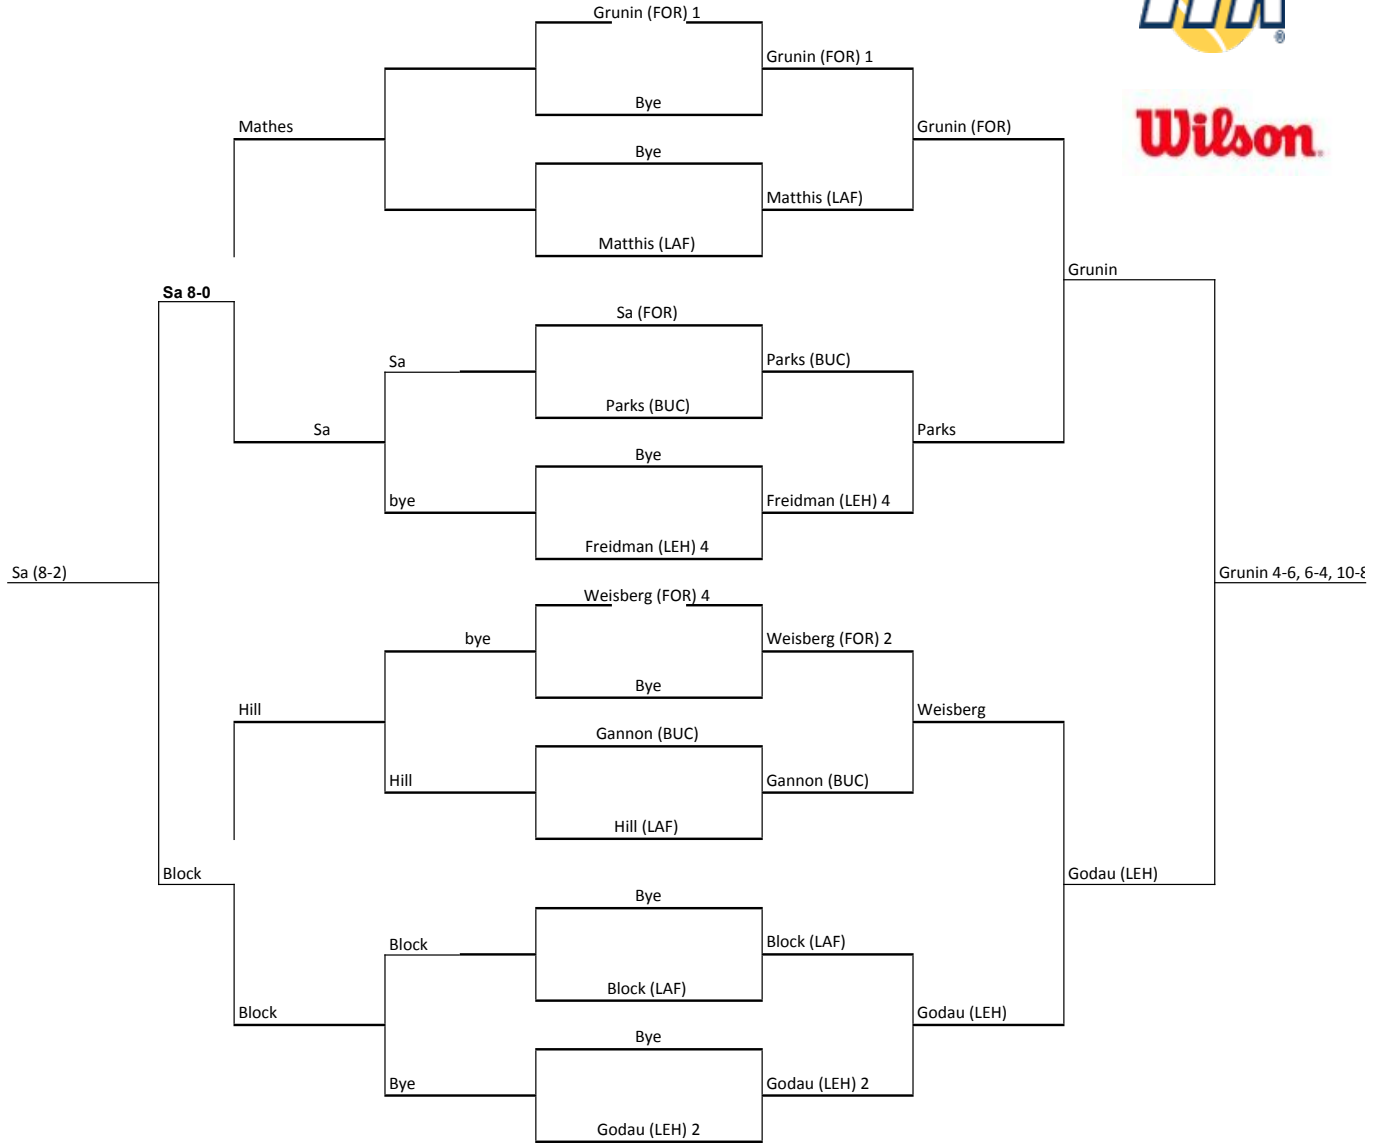 Grunin (FOR) 1
Grunin (FOR) 1
Bye
Mathes
Grunin (FOR)
Wilson.
Bye
Matthis (LAF)
Matthis (LAF)
Grunin
Sa 8-0
Sa (FOR)
Sa
Parks (BUC)
Parks (BUC)
Sa
Parks
Bye
bye
Freidman (LEH) 4
Freidman (LEH) 4
Sa (8-2)
Grunin 4-6, 6-4, 10-8
Weisberg (FOR) 4
bye
Weisberg (FOR) 2
Bye
Hill
Weisberg
Gannon (BUC)
Hill
Gannon (BUC)
Hill (LAF)
Block
Godau (LEH)
Bye
Block
Block (LAF)
Block (LAF)
Block
Godau (LEH)
Bye
Bye
Godau (LEH) 2
Godau (LEH) 2